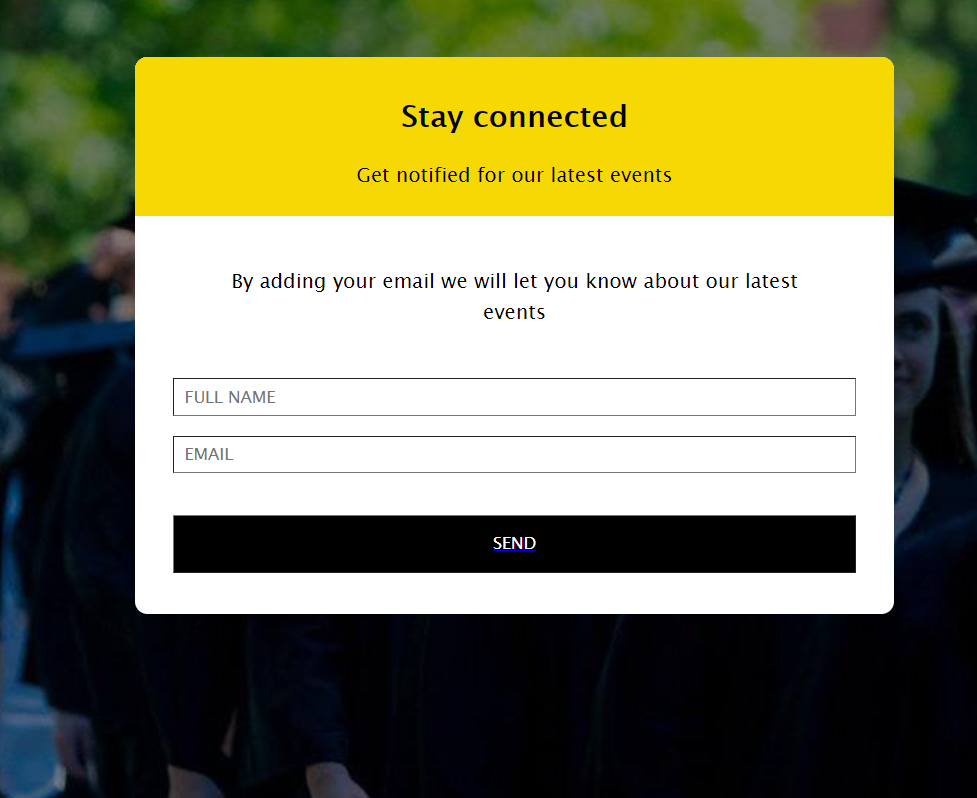 Stay connected
Get notified for our latest events
By adding your email we will let you know about our latest
events
FULL NAME
EMAIL
SEND